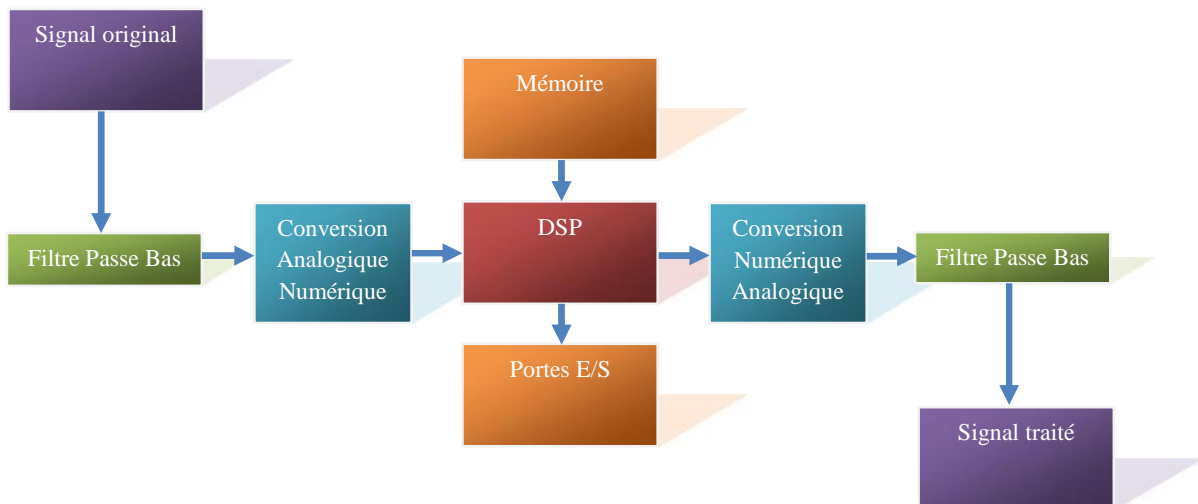 Signal original
Mémoire
Filtre Passe Bas
Conversion
Analogique
Numérique
DSP
Conversion
Numérique
Analogique
Filtre Passe Bas
Portes E/S
Signal traité